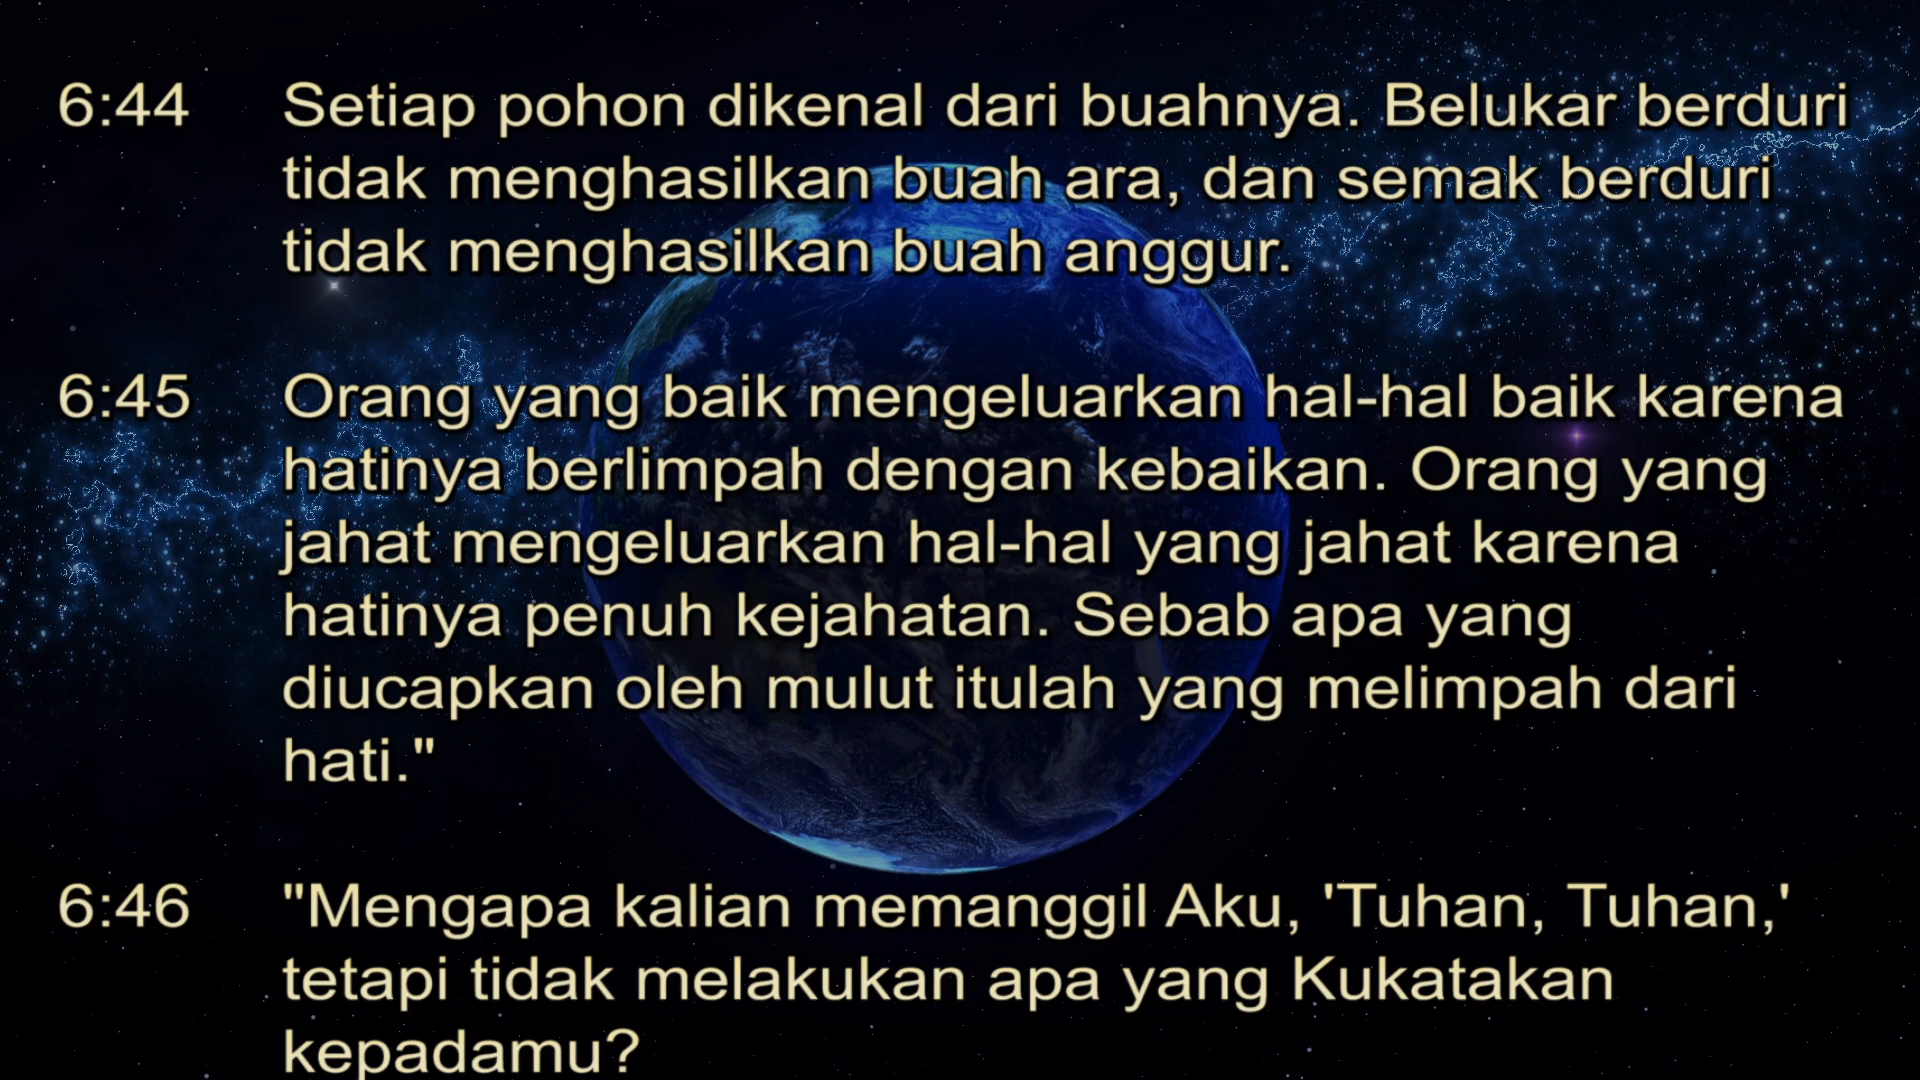 6:44 Setiap pohon dikenal dari buahnya. Belukar berduri
tidak menghasilkan buah ara, dan semak berduri
tidak menghasilkan buah anggur.
6:45 Orang yang baik mengeluarkan hal-hal baik karena
hatinya berlimpah dengan kebaikan. Orang yang
jahat mengeluarkan hal-hal yang jahat karena
hatinya penuh kejahatan. Sebab apa yang
diucapkan oleh mulut itulah yang melimpah dari
hati."
6:46 "Mengapa kalian memanggil Aku, 'Tuhan, Tuhan,'
tetapi tidak melakukan apa yang Kukatakan
kepadamu?